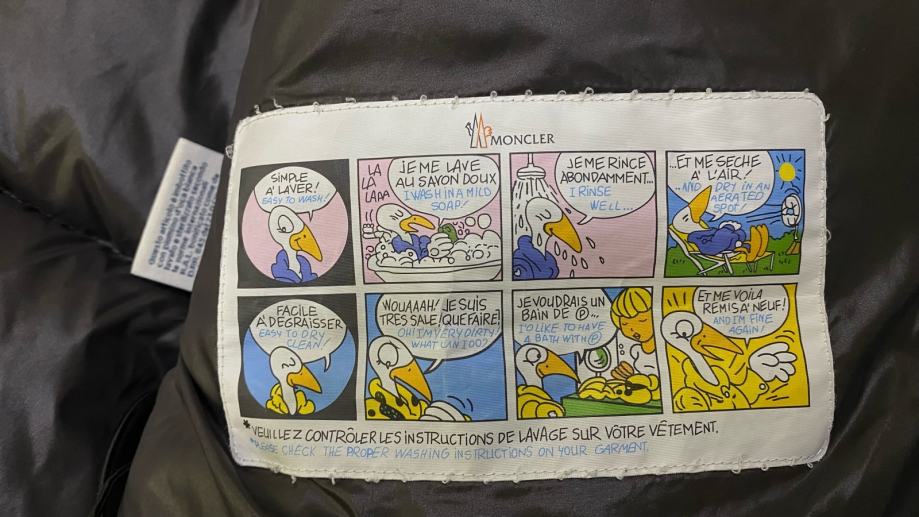 MONCLER
SIMPLE
A' LAVER!
EASY TO WASH!
LA
LA
LAAA
JE ME LAVE
AU SAVON DOUX
I WASH IN A MILD
SOAP!
JE ME RINCE
ABONDAMMENT...
I RINSE
WELL...
...ET ME SECHE
A' L'AIR!
...AND I DRY IN AN
AERATED
SPOT!
FACILE
A' DEGRAISSER
EASY TO DRY
CLEAN!
WOUAAAH! JE SUIS
TRES SALE! QUE FAIRE!
OH! I'M VERY DIRTY!
WHAT CAN I DO?
JE VOUDRAIS UN
BAIN DE Ⓟ...
I'D LIKE TO HAVE
A BATH WITH Ⓟ
ET ME VOILA
REMIS A' NEUF!
AND I'M FINE
AGAIN!
*VEUILLEZ CONTRÔLER LES INSTRUCTIONS DE LAVAGE SUR VÔTRE VÊTEMENT.
*PLEASE CHECK THE PROPER WASHING INSTRUCTIONS ON YOUR GARMENT.